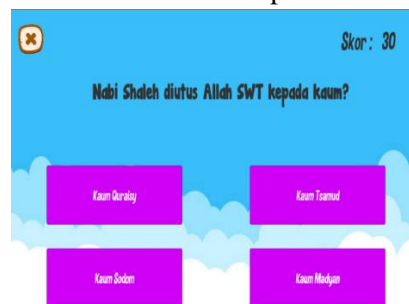 Skor : 30
Nabi Shaleh diutus Allah SWT kepada kaum?
Kaum Quraisy
Kaum Tsamud
Kaum Sodom
Kaum Madyan